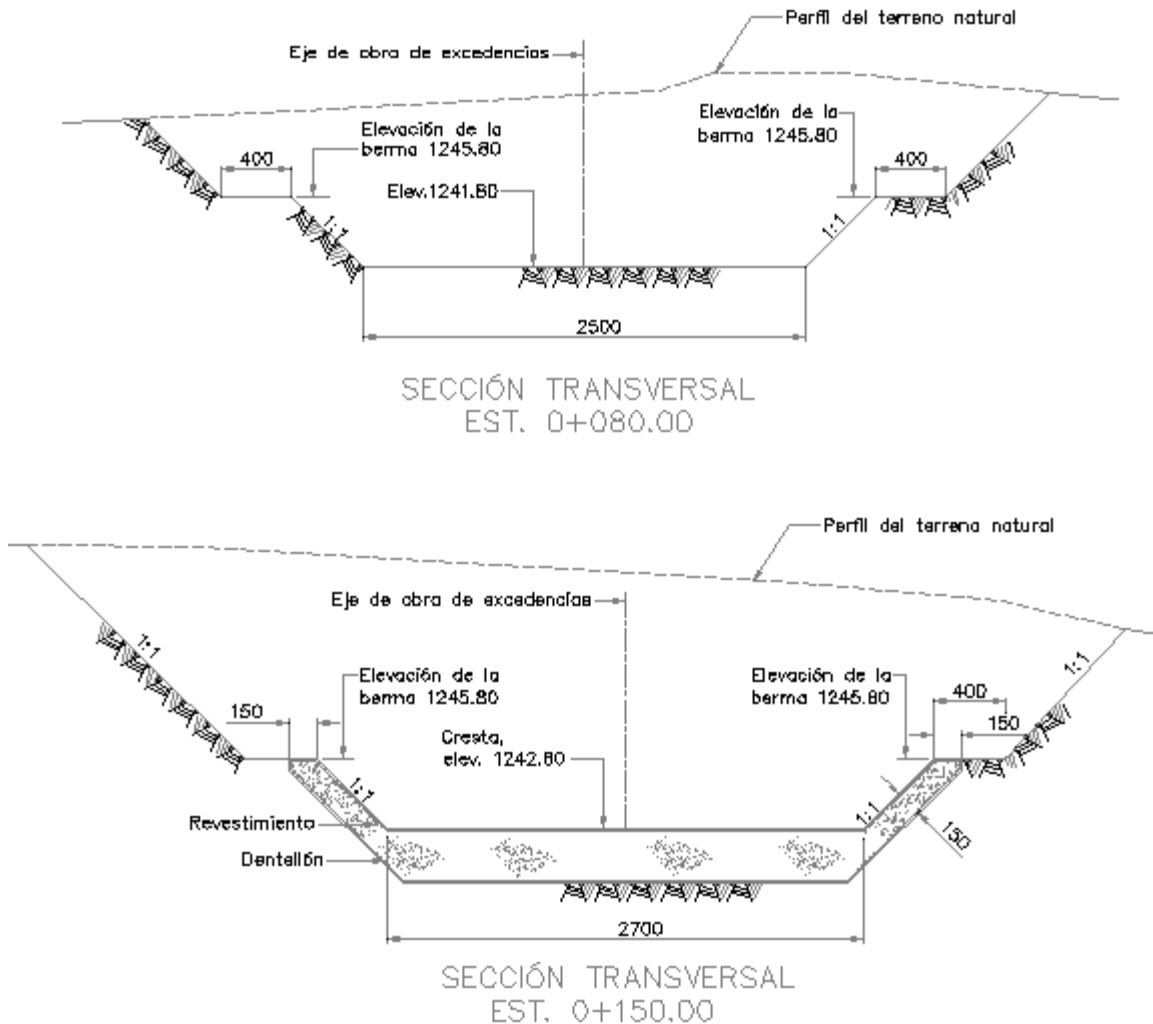 Perfil del terreno natural
Eje de obra de excedencias
Elevación de la
berma 1245.80
Elevación de la
berma 1245.80
400
400
Elev.1241.80
1:1
1:1
2500
SECCIÓN TRANSVERSAL
EST. 0+080.00
Perfil del terreno natural
Eje de obra de excedencias
1:1
1:1
Elevación de la
berma 1245.80
Elevación de la
berma 1245.80
400
150
150
Cresta,
elev. 1242.80
1:1
1:1
Revestimiento
Dentellón
150
2700
SECCIÓN TRANSVERSAL
EST. 0+150.00